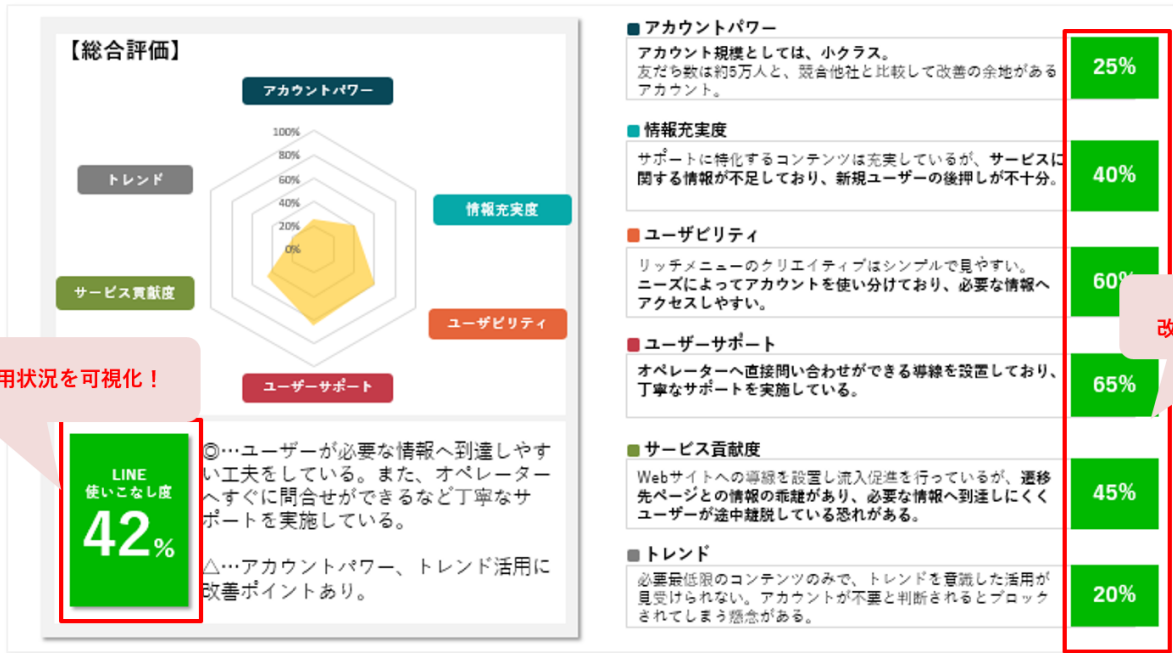 【総合評価】
アカウントパワー
100%
80%
60%
40%
20%
0%
トレンド
情報充実度
サービス貢献度
ユーザビリティ
ユーザーサポート
用状況を可視化！
LINE
使いこなし度
42%
◎…ユーザーが必要な情報へ到達しやす
い工夫をしている。また、オペレーター
へすぐに問合せができるなど丁寧なサ
ポートを実施している。
△…アカウントパワー、トレンド活用に
改善ポイントあり。
アカウントパワー
アカウント規模としては、小クラス。
友だち数は約5万人と、競合他社と比較して改善の余地がある
アカウント。
25%
情報充実度
サポートに特化するコンテンツは充実しているが、サービスに
関する情報が不足しており、新規ユーザーの後押しが不十分。
40%
ユーザビリティ
リッチメニューのクリエイティブはシンプルで見やすい。
ニーズによってアカウントを使い分けており、必要な情報へ
アクセスしやすい。
60%
改
ユーザーサポート
オペレーターへ直接問い合わせができる導線を設置しており、
丁寧なサポートを実施している。
65%
サービス貢献度
Webサイトへの導線を設置し流入促進を行っているが、遷移
先ページとの情報の乖離があり、必要な情報へ到達しにくく
ユーザーが途中離脱している恐れがある。
45%
トレンド
必要最低限のコンテンツのみで、トレンドを意識した活用が
見受けられない。アカウントが不要と判断されるとブロック
されてしまう懸念がある。
20%